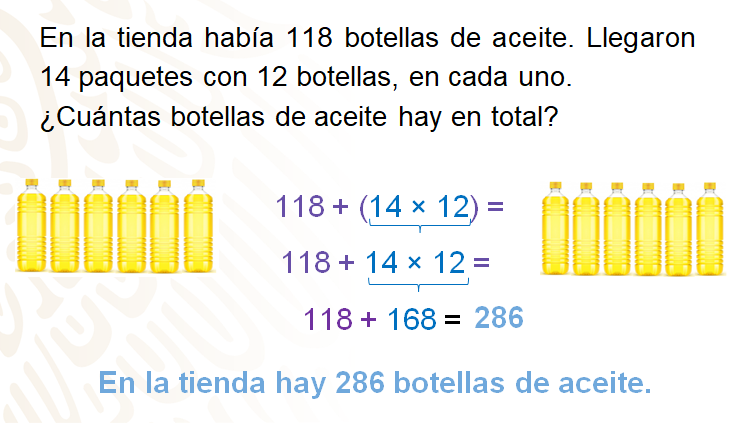 En la tienda había 118 botellas de aceite. Llegaron
14 paquetes con 12 botellas, en cada uno.
¿Cuántas botellas de aceite hay en total?
118 + (14 × 12) =
118 + 14 × 12 =
118 + 168 = 286
En la tienda hay 286 botellas de aceite.